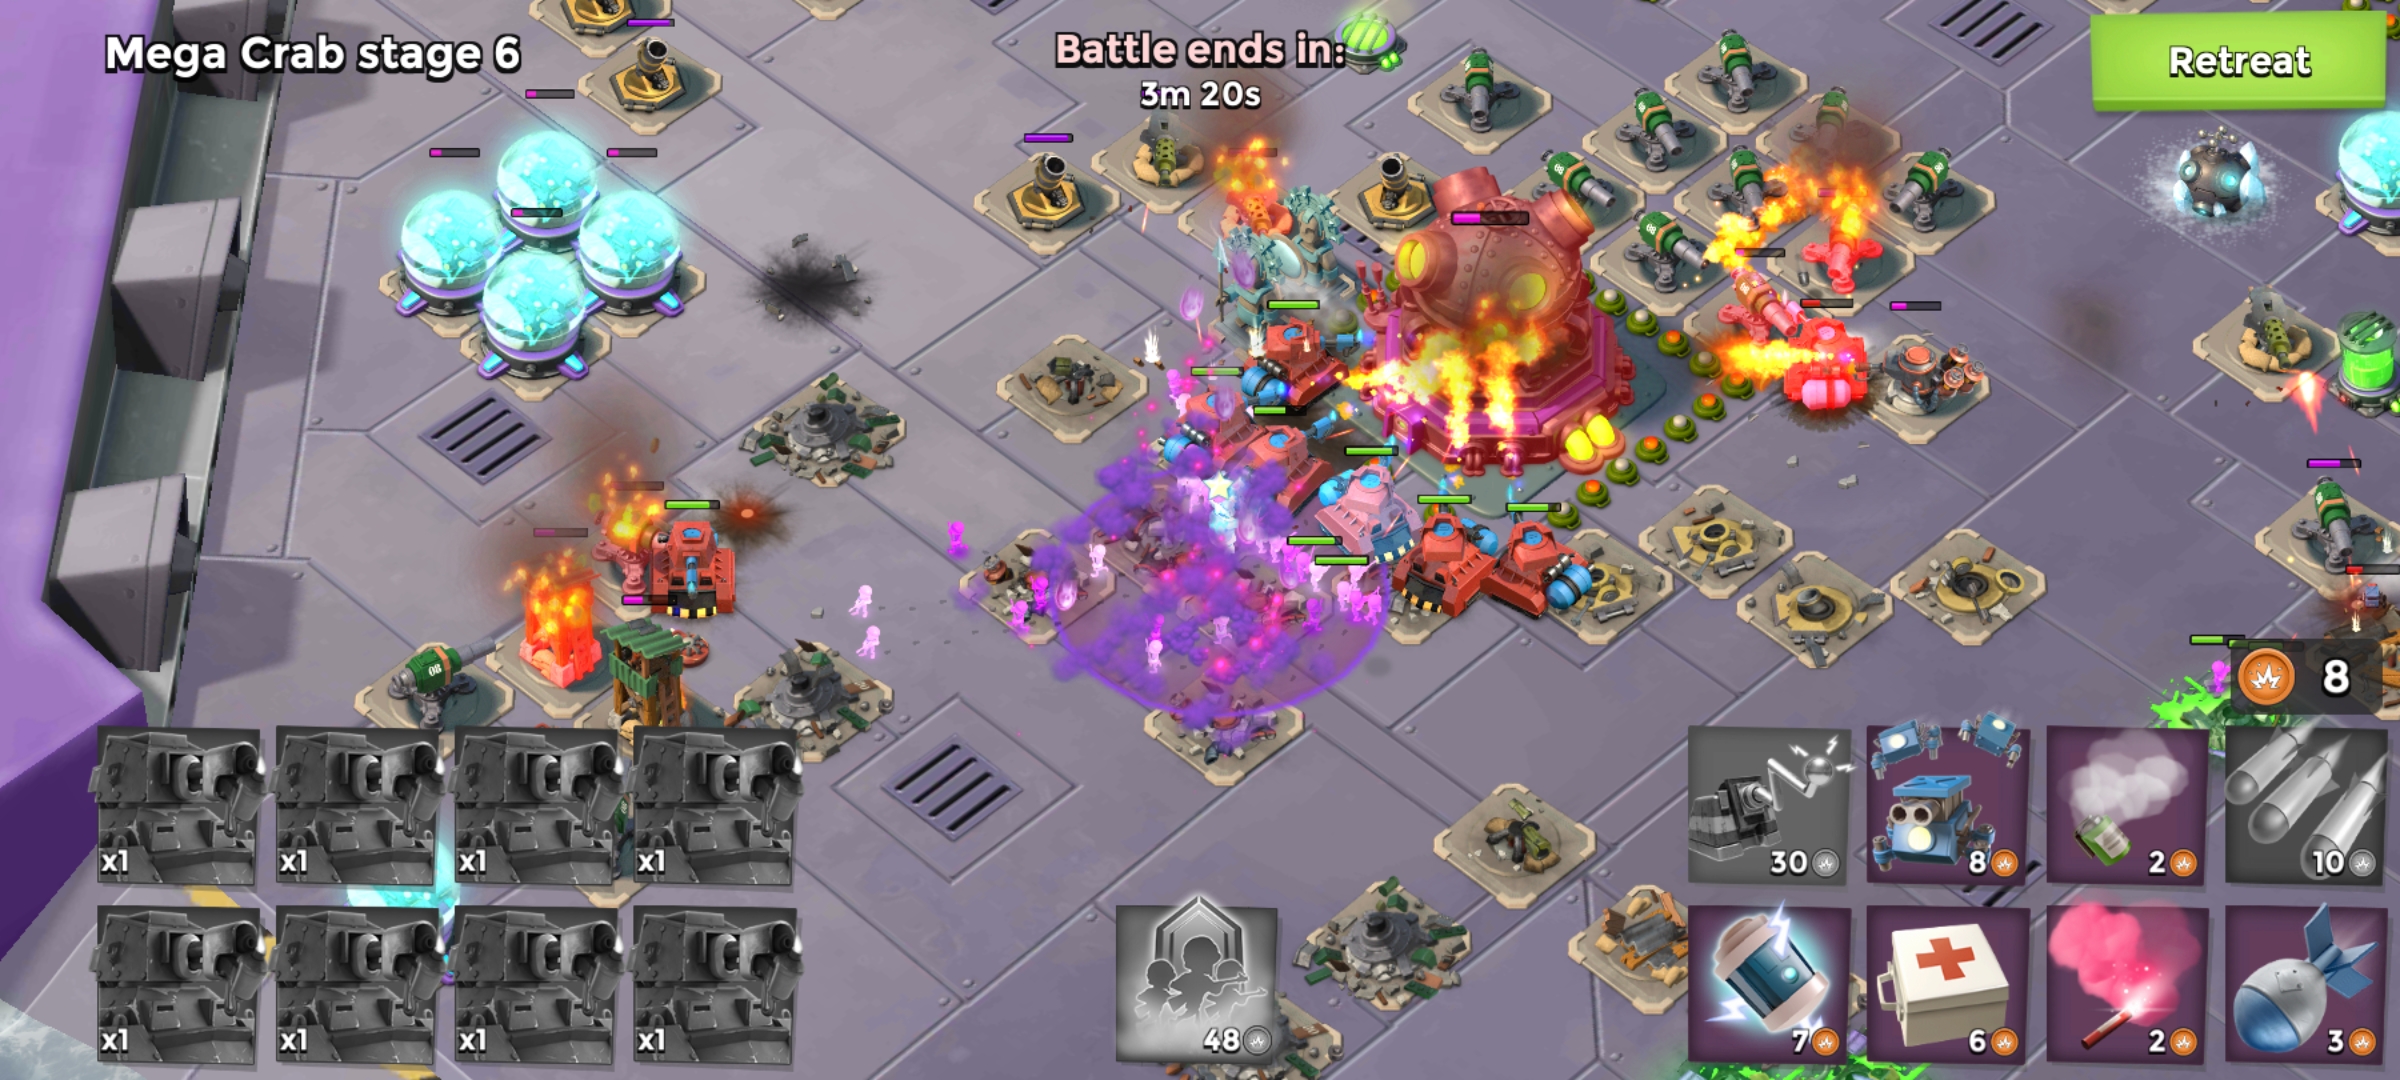 Mega Crab stage 6
Battle ends in:
3m 20s
Retreat
8
x1
x1
x1
x1
30
8
2
10
x1
x1
x1
x1
48
7
6
2
3